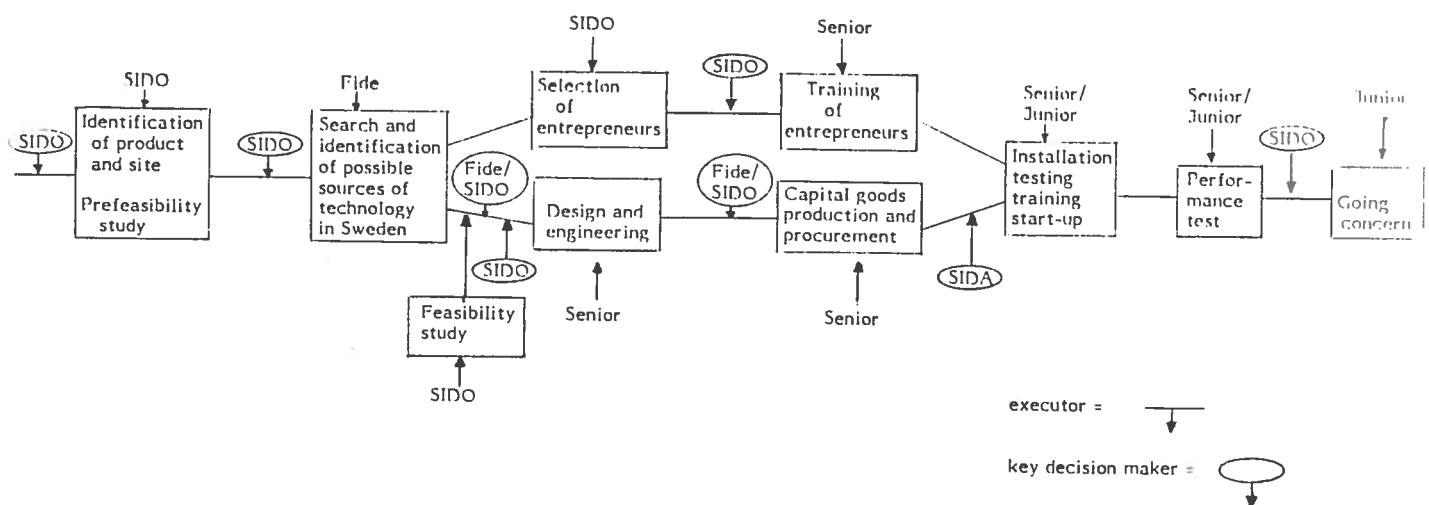 SIDO
Senior
SIDO
SIDO
Fide
Selection
of
entrepreneurs
Training
of
entrepreneurs
Senior/
Junior
Senior/
Junior
Junior
SIDO
Identification
of product
and site
Prefeasibility
study
SIDO
Search and
identification
of possible
sources of
technology
in Sweden
SIDO
Fide/
SIDO
Fide/
SIDO
Installation
testing
training
start-up
Perfor-
mance
test
SIDO
Going
concern
Design and
engineering
Capital goods
production and
procurement
SIDO
SIDA
Feasibility
study
Senior
Senior
SIDO
executor =
key decision maker =